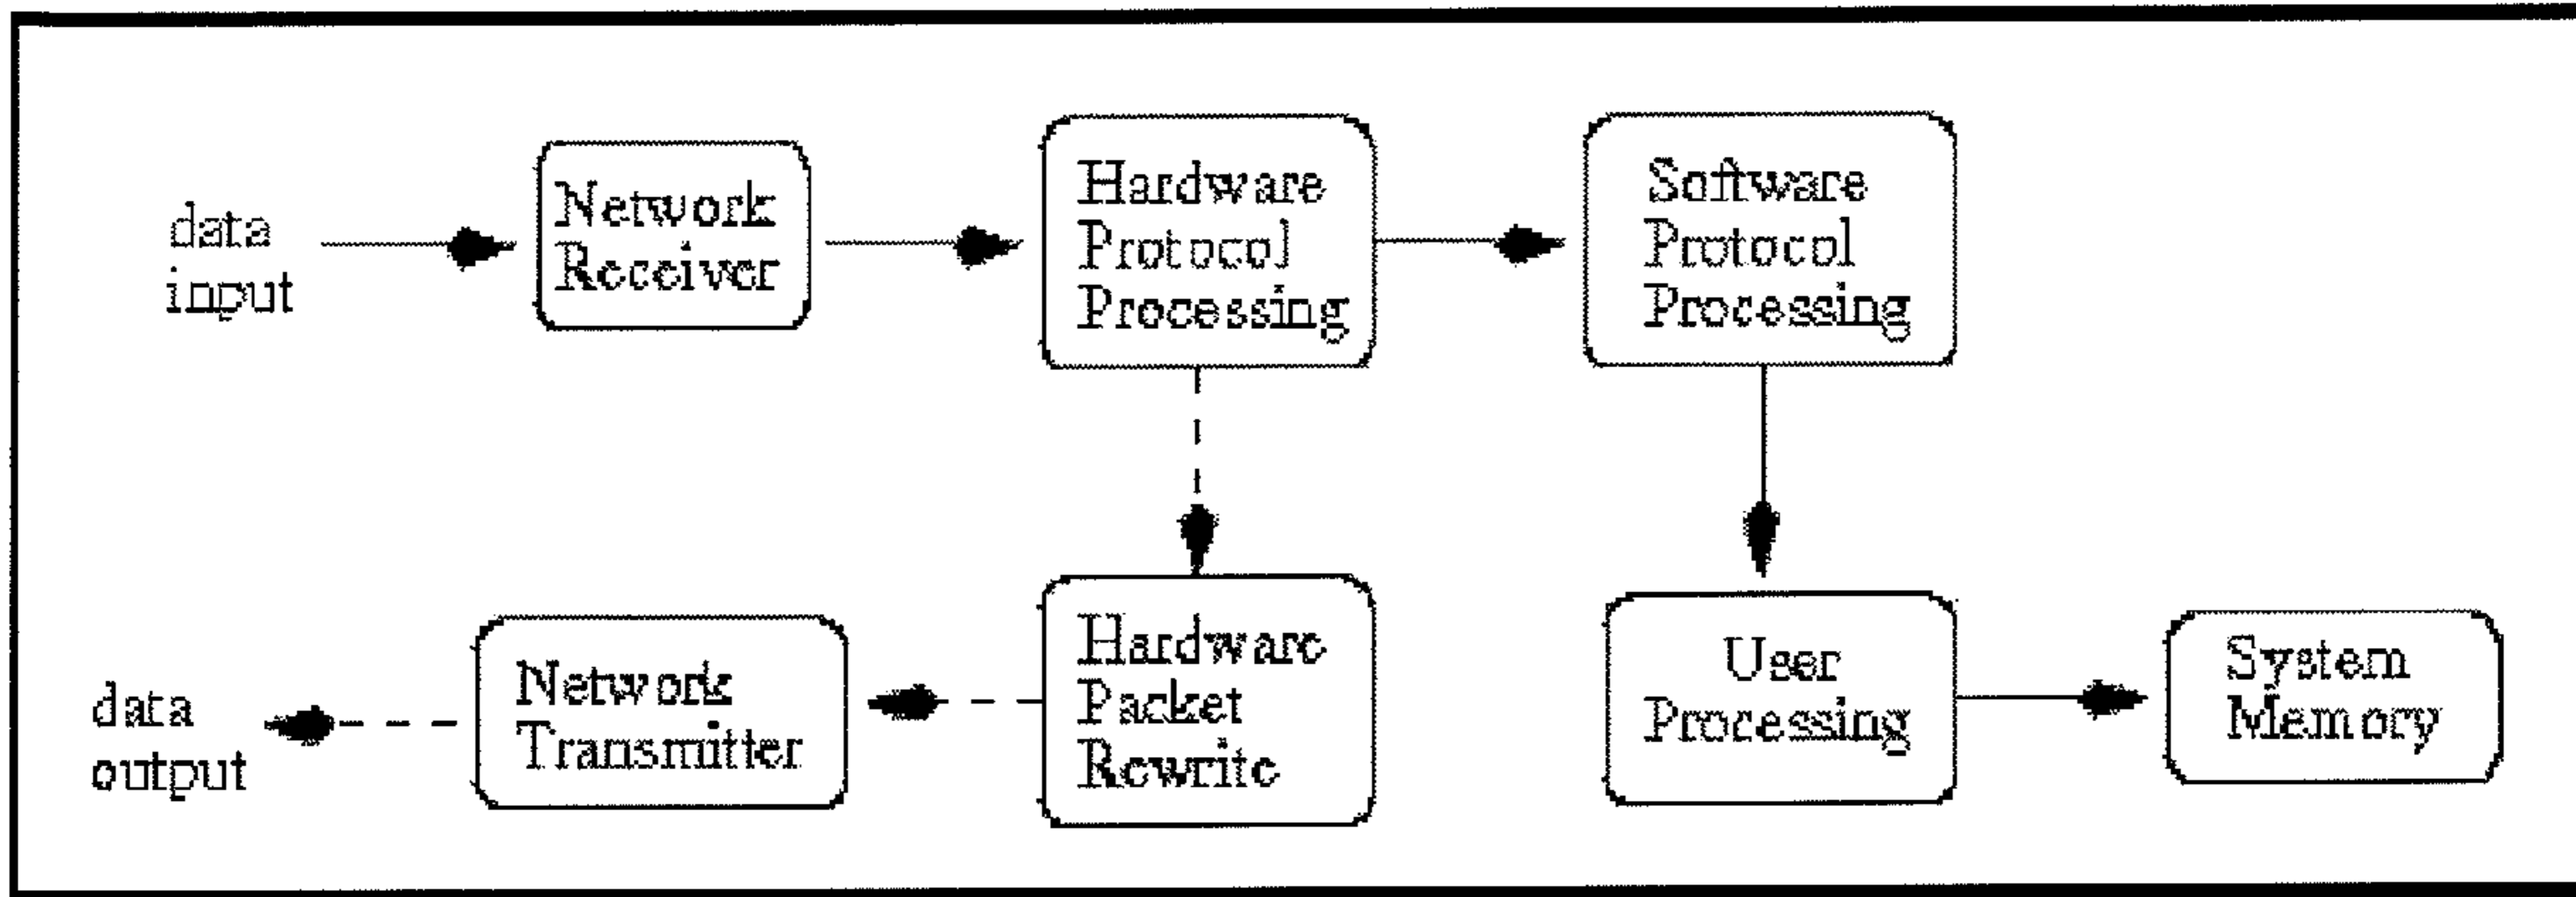 data
input
Network
Receiver
Hardware
Protocol
Processing
Software
Protocol
Processing
data
output
Network
Transmitter
Hardware
Packet
Rewrite
User
Processing
System
Memory